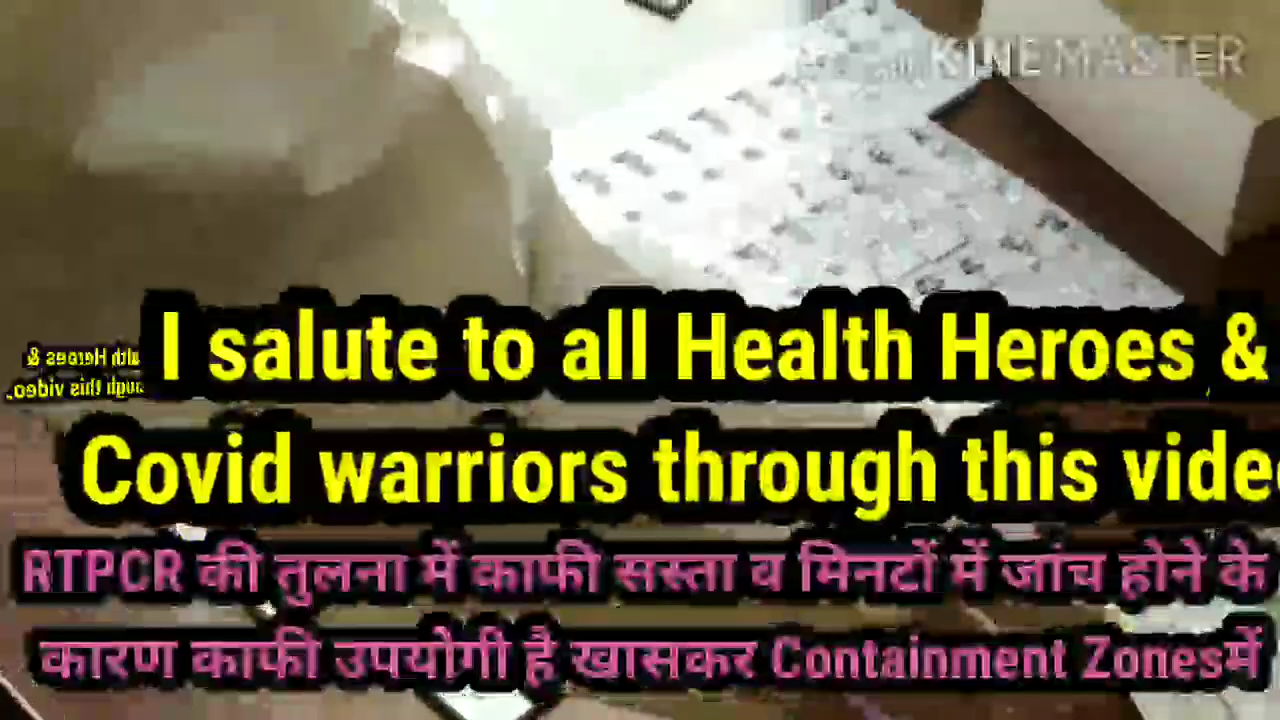 KINEMASTER
I salute to all Health Heroes &
Covid warriors through this vide
RTPCR की तुलना में काफी सस्ता व मिनटों में जांच होने के
कारण काफी उपयोगी है खासकर Containment Zonesमें